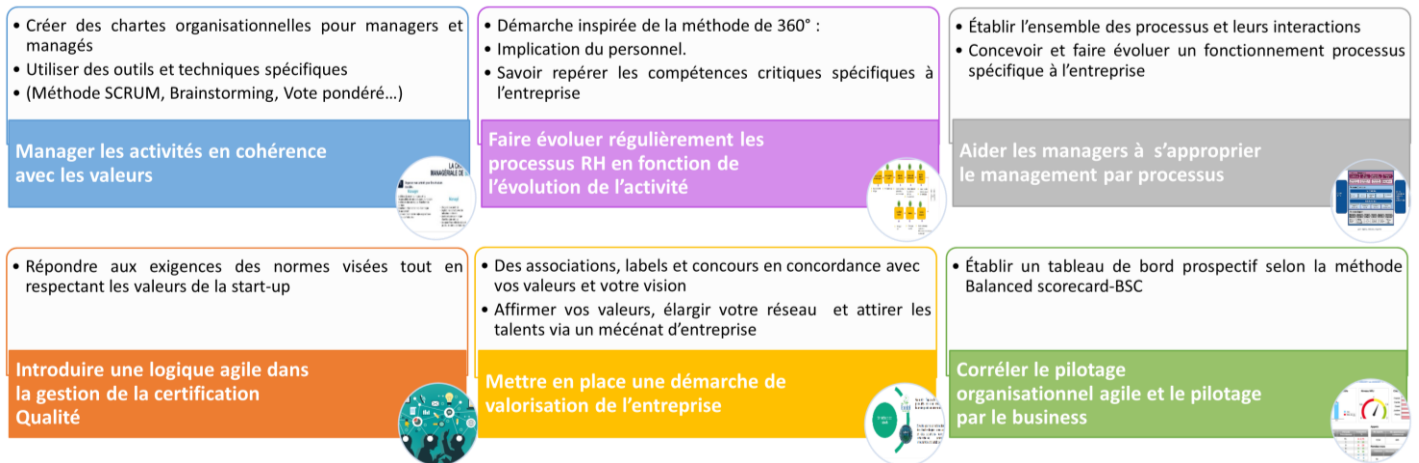 • Créer des chartes organisationnelles pour managers et
managés
• Utiliser des outils et techniques spécifiques
• (Méthode SCRUM, Brainstorming, Vote pondéré...)
Manager les activités en cohérence
avec les valeurs
• Démarche inspirée de la méthode de 360° :
• Implication du personnel.
• Savoir repérer les compétences critiques spécifiques à
l'entreprise
Faire évoluer régulièrement les
processus RH en fonction de
l'évolution de l'activité
• Établir l'ensemble des processus et leurs interactions
• Concevoir et faire évoluer un fonctionnement processus
spécifique à l'entreprise
Aider les managers à s'approprier
le management par processus
• Répondre aux exigences des normes visées tout en
respectant les valeurs de la start-up
Introduire une logique agile dans
la gestion de la certification
Qualité
• Des associations, labels et concours en concordance avec
vos valeurs et votre vision
• Affirmer vos valeurs, élargir votre réseau et attirer les
talents via un mécénat d'entreprise
Mettre en place une démarche de
valorisation de l'entreprise
• Établir un tableau de bord prospectif selon la méthode
Balanced scorecard-BSC
Corréler le pilotage
organisationnel agile et le pilotage
par le business